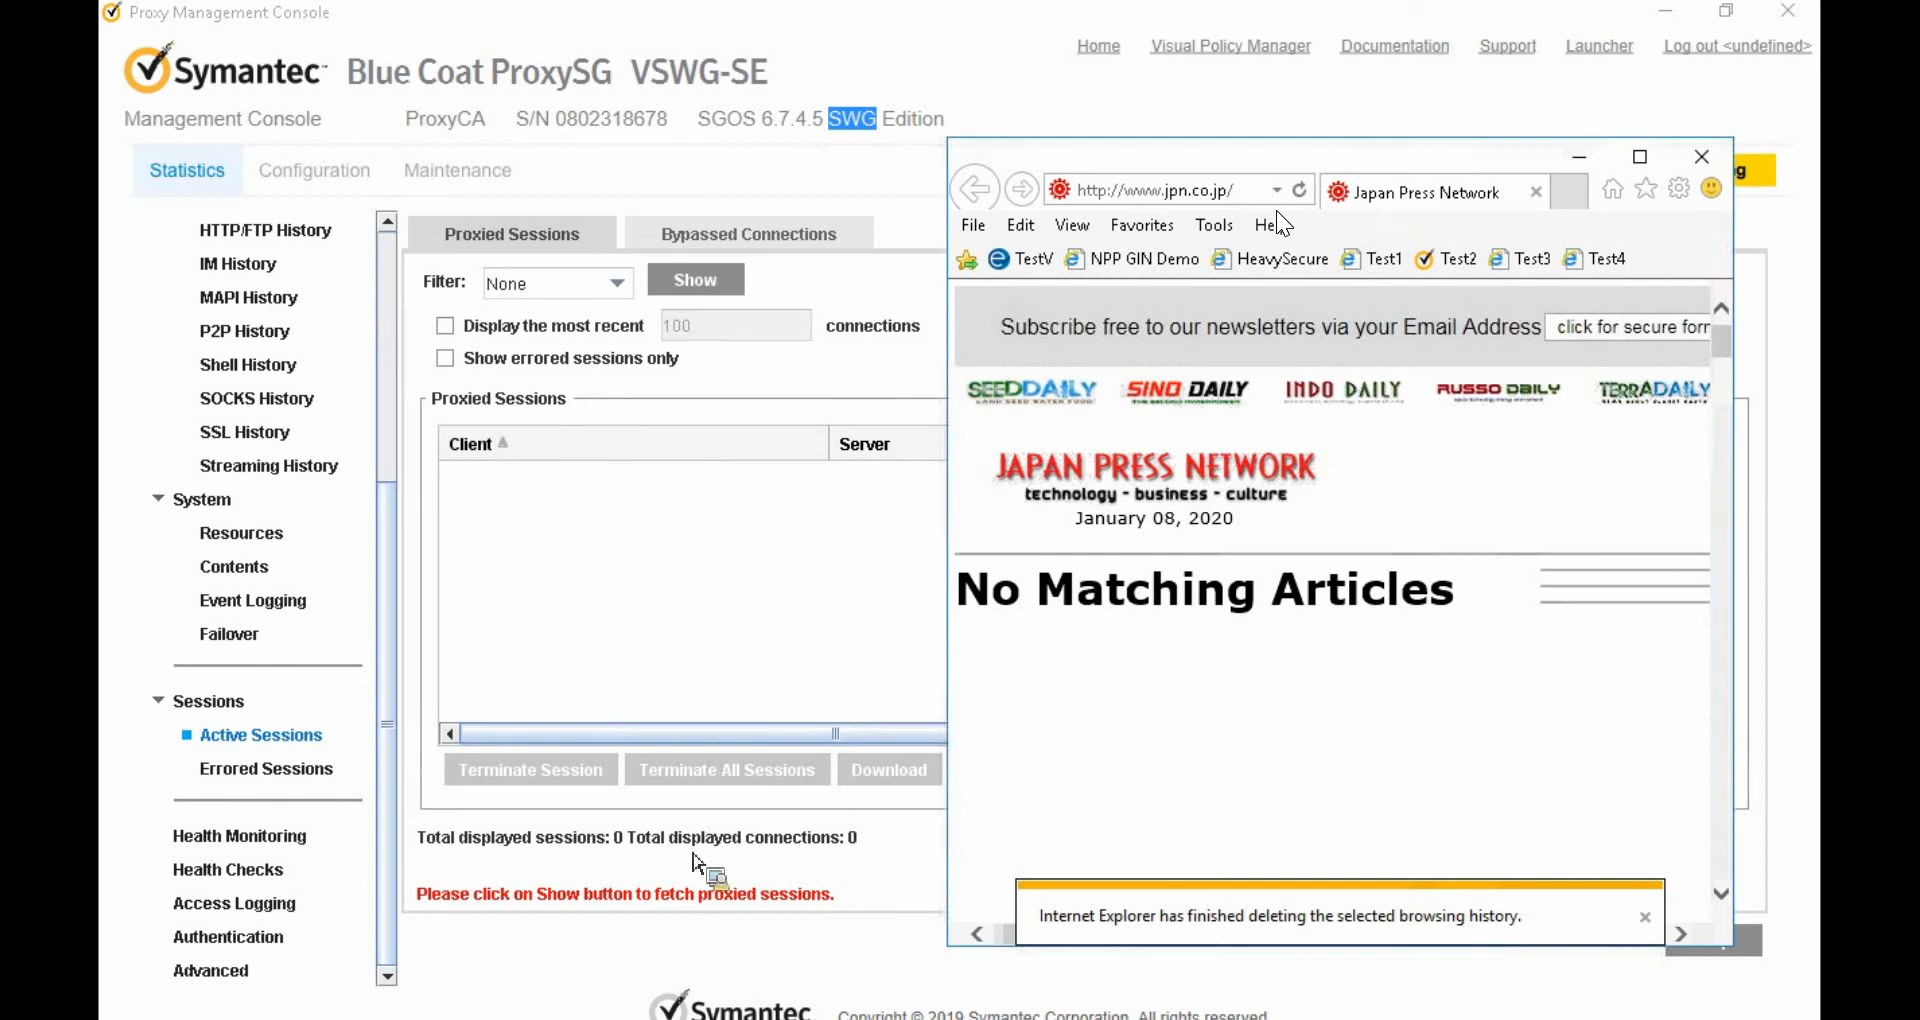 Proxy Management Console
Home Visual Policy Manager Documentation Support Launcher Log out <undefined>
Symantec Blue Coat ProxySG VSWG-SE
Management Console ProxyCA S/N 0802318678 SGOS 6.7.4.5 SWG Edition
Statistics Configuration Maintenance
HTTP/FTP History
IM History
MAPI History
P2P History
Shell History
SOCKS History
SSL History
Streaming History
System
Resources
Contents
Event Logging
Failover
Sessions
Active Sessions
Errored Sessions
Health Monitoring
Health Checks
Access Logging
Authentication
Advanced
Proxied Sessions Bypassed Connections
Filter: None Show
Display the most recent 100 connections
Show errored sessions only
Proxied Sessions
Client Server
Terminate Session Terminate All Sessions Download
Total displayed sessions: 0 Total displayed connections: 0
Please click on Show button to fetch proxied sessions.
http://www.jpn.co.jp/ Japan Press Network
File Edit View Favorites Tools
TestV NPP GIN Demo HeavySecure Test1 Test2 Test3 Test4
Subscribe free to our newsletters via your Email Address click for secure forr
SEEDDAILY SINO DAILY INDO DAILY RUSSO DAILY TERRADAILY
JAPAN PRESS NETWORK
technology - business - culture
January 08, 2020
No Matching Articles
Internet Explorer has finished deleting the selected browsing history.
Symantec Copyright © 2019 Symantec Corporation. All rights reserved.